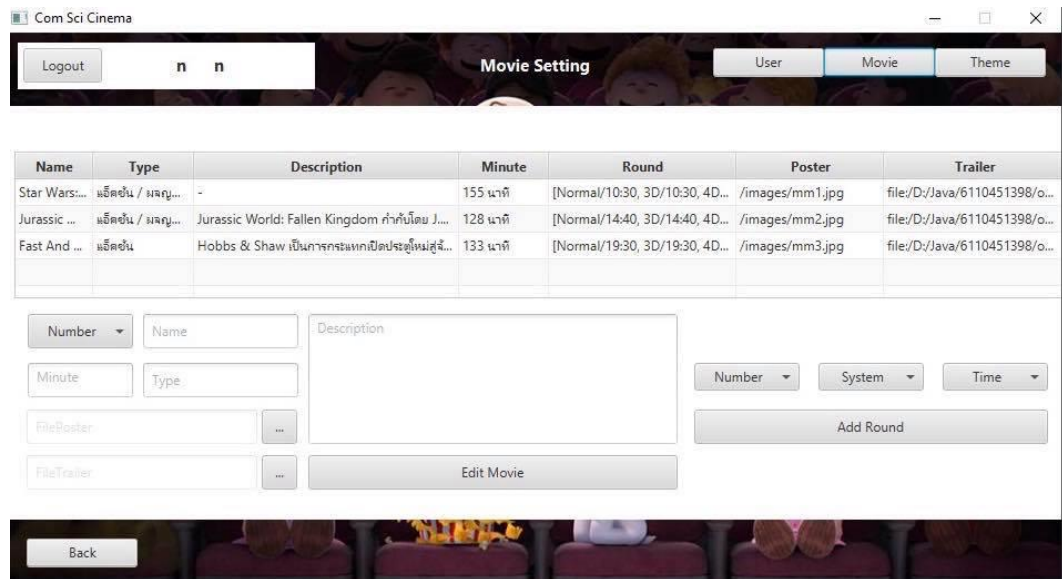 Com Sci Cinema
Logout n n Movie Setting User Movie Theme
Name Type Description Minute Round Poster Trailer
Star Wars:... แอ็คชั่น / ผจญ... - 155 นาที [Normal/10:30, 3D/10:30, 4D... /images/mm1.jpg file:/D:/Java/6110451398/o...
Jurassic ... แอ็คชั่น / ผจญ... Jurassic World: Fallen Kingdom กำกับโดย J.... 128 นาที [Normal/14:40, 3D/14:40, 4D... /images/mm2.jpg file:/D:/Java/6110451398/o...
Fast And ... แอ็คชั่น Hobbs & Shaw เป็นการกระแทกเปิดประตูใหม่สู่จั... 133 นาที [Normal/19:30, 3D/19:30, 4D... /images/mm3.jpg file:/D:/Java/6110451398/o...
Number Name Description
Minute Type Number System Time
FilePoster ... Add Round
FileTrailer ... Edit Movie
Back